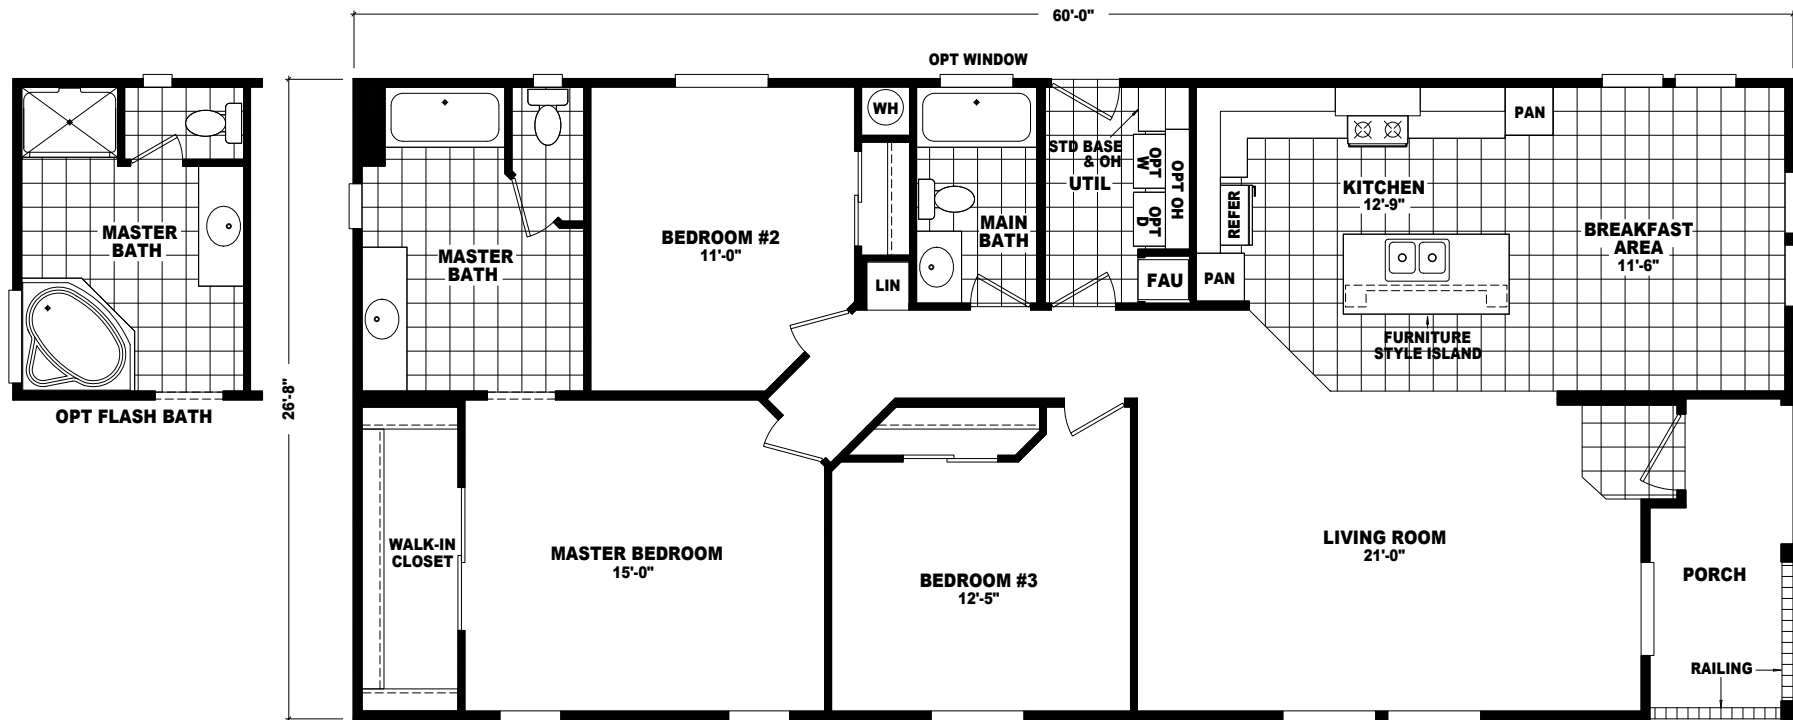 60'-0"
OPT WINDOW
26'-8"
MASTER
BATH
OPT FLASH BATH
MASTER
BATH
BEDROOM #2
11'-0"
WH
LIN
MAIN
BATH
STD BASE
& OH
UTIL
OPT
W
OPT
D
OPT OH
FAU
REFER
PAN
PAN
KITCHEN
12'-9"
BREAKFAST
AREA
11'-6"
FURNITURE
STYLE ISLAND
WALK-IN
CLOSET
MASTER BEDROOM
15'-0"
BEDROOM #3
12'-5"
LIVING ROOM
21'-0"
PORCH
RAILING